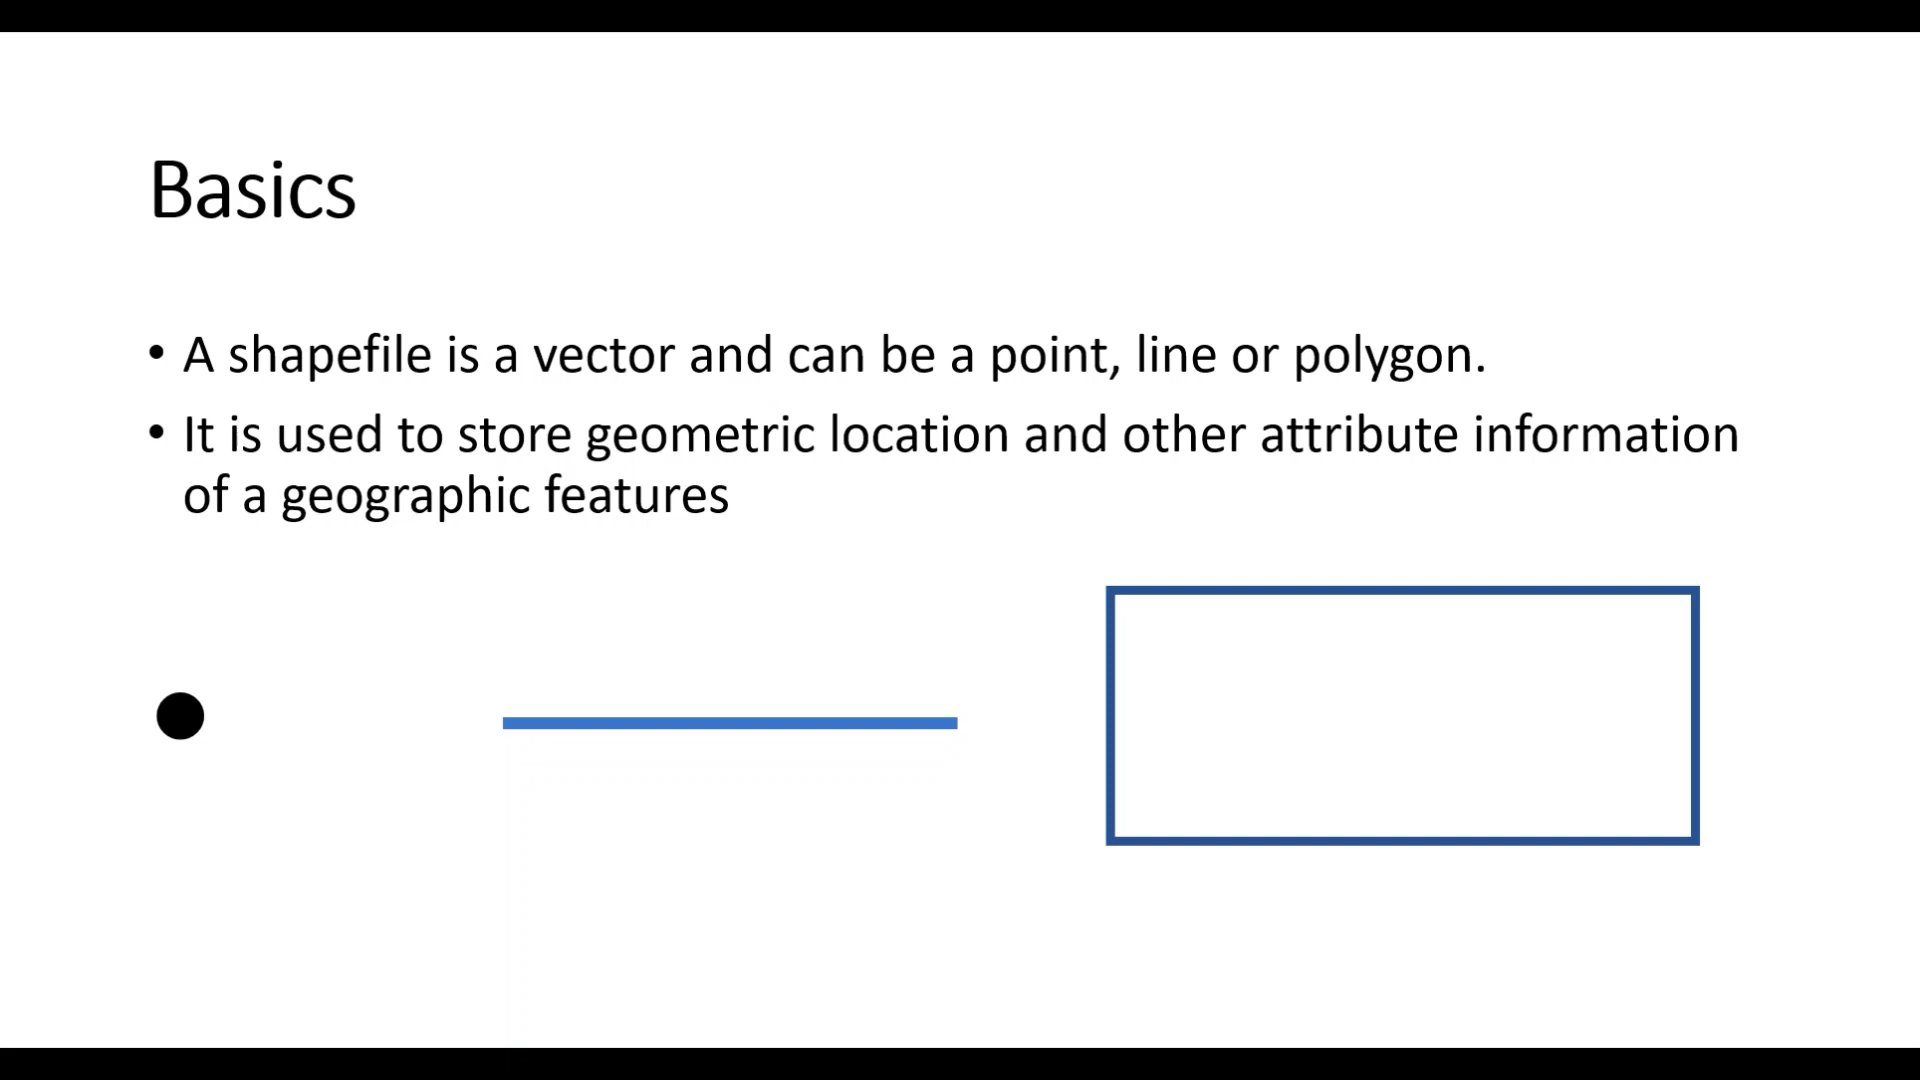 Basics
• A shapefile is a vector and can be a point, line or polygon.
• It is used to store geometric location and other attribute information
of a geographic features